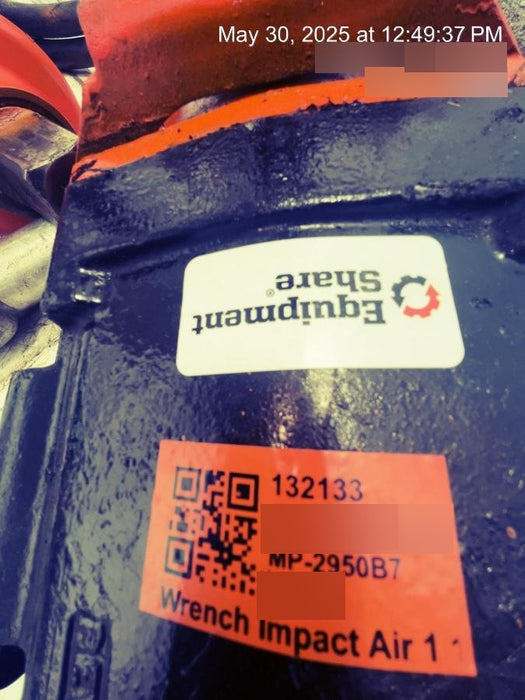 May 30, 2025 at 12:49:37 PM
Equipment
Share®
132133
MP-2950B7
Wrench Impact Air 1